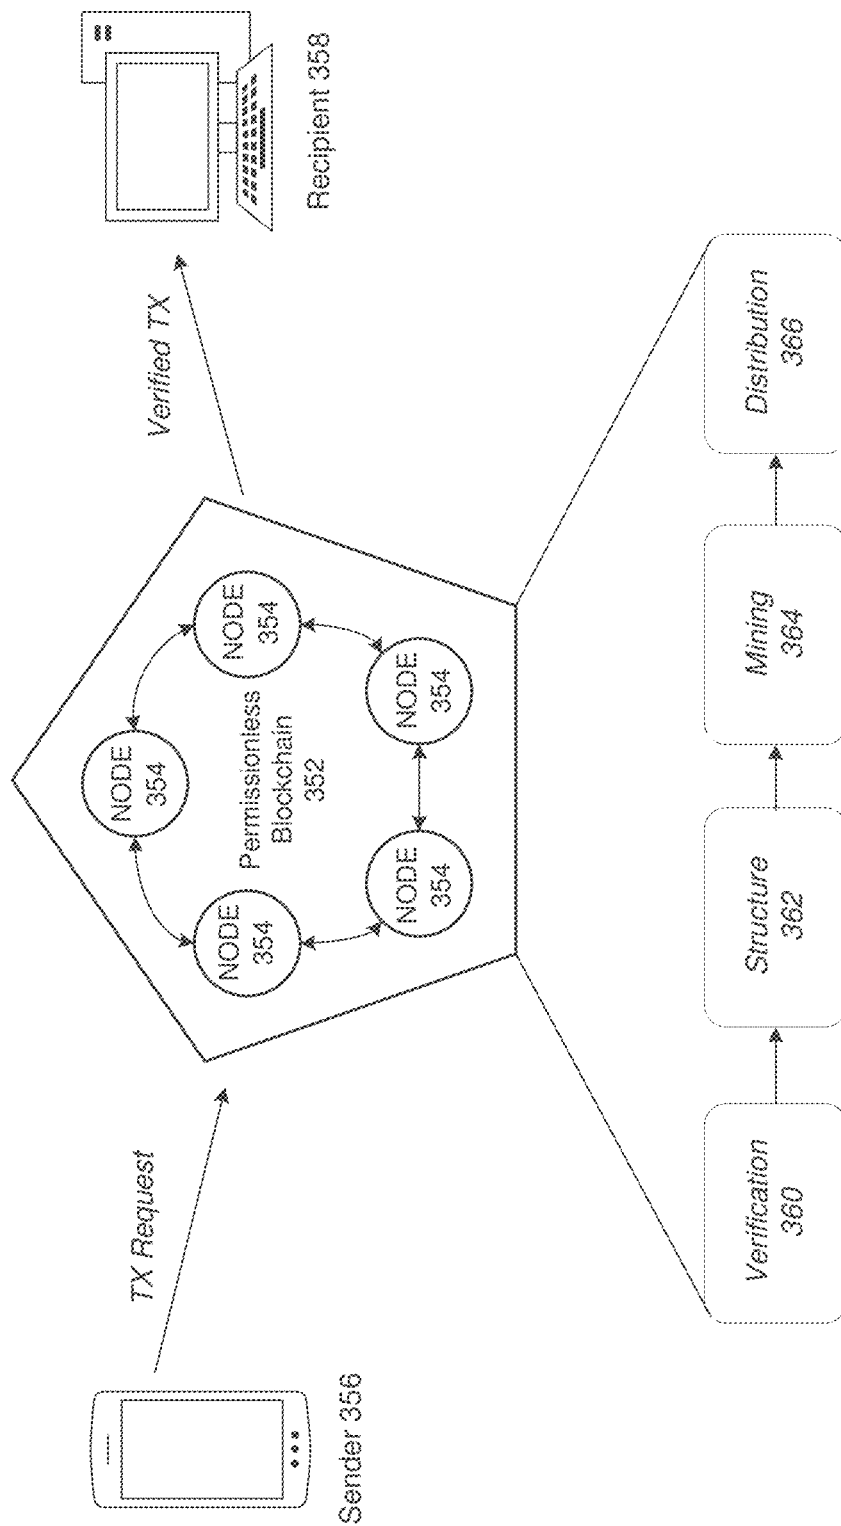 Sender 356
TX Request
NODE
354
NODE
354
NODE
354
NODE
354
NODE
354
Permissionless
Blockchain
352
Verified TX
Recipient 358
Verification
360
Structure
362
Mining
364
Distribution
366